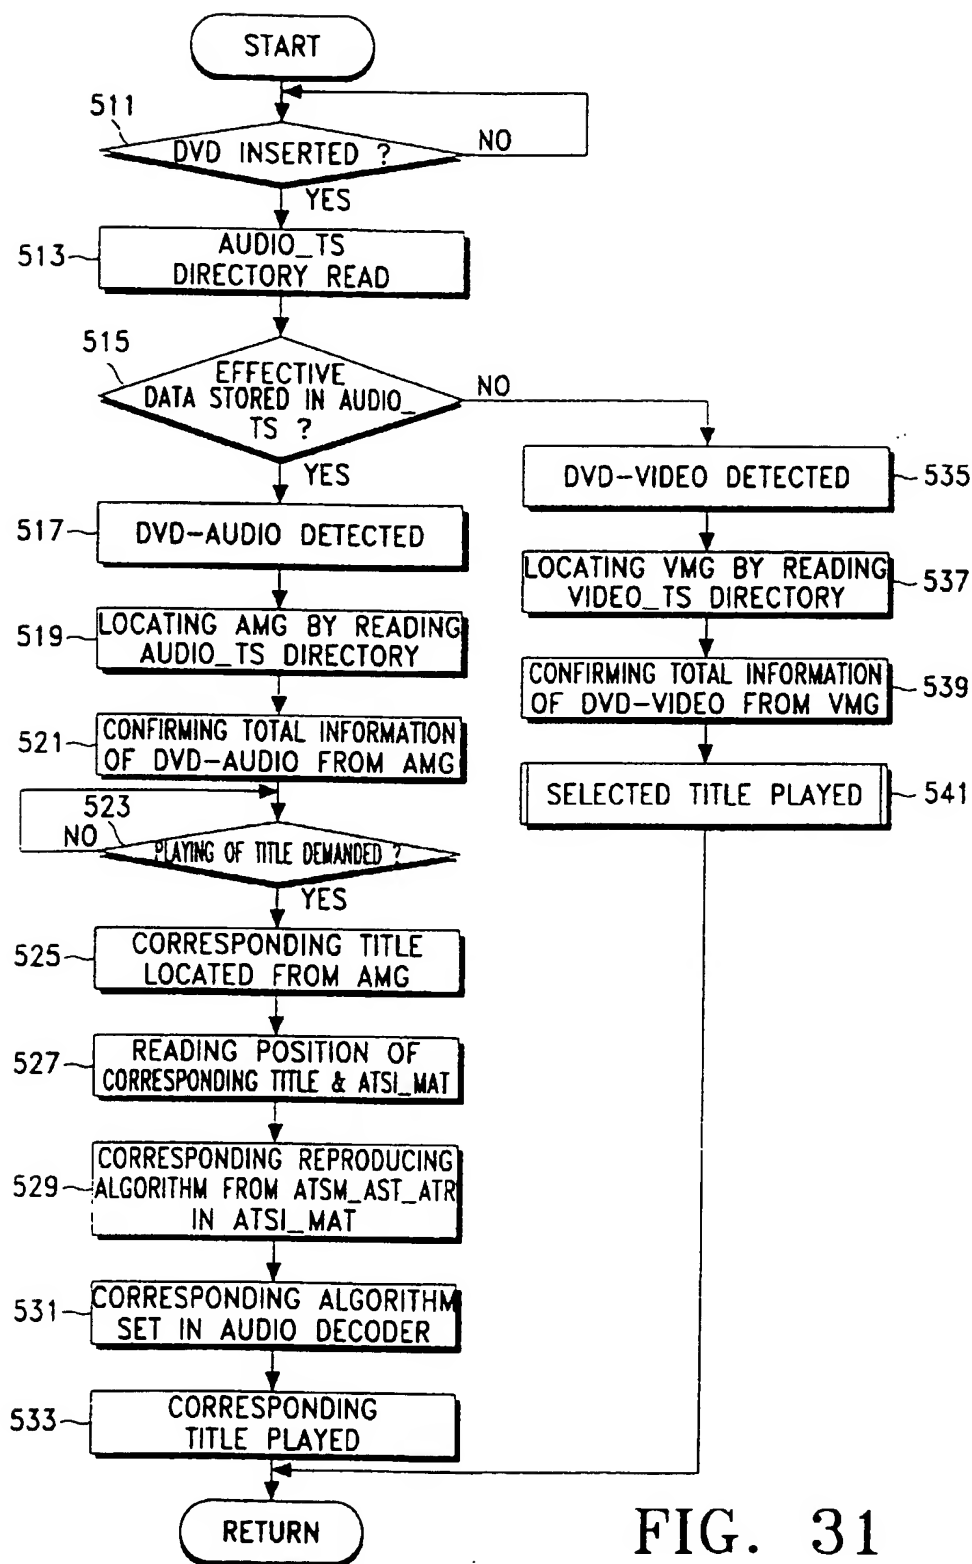 START
511
DVD INSERTED ?
NO
YES
513
AUDIO_TS
DIRECTORY READ
515
EFFECTIVE
DATA STORED IN AUDIO_
TS ?
NO
YES
517
DVD-AUDIO DETECTED
519
LOCATING AMG BY READING
AUDIO_TS DIRECTORY
521
CONFIRMING TOTAL INFORMATION
OF DVD-AUDIO FROM AMG
523
NO
PLAYING OF TITLE DEMANDED ?
YES
525
CORRESPONDING TITLE
LOCATED FROM AMG
527
READING POSITION OF
CORRESPONDING TITLE & ATSI_MAT
529
CORRESPONDING REPRODUCING
ALGORITHM FROM ATSM_AST_ATR
IN ATSI_MAT
531
CORRESPONDING ALGORITHM
SET IN AUDIO DECODER
533
CORRESPONDING
TITLE PLAYED
RETURN
DVD-VIDEO DETECTED
535
LOCATING VMG BY READING
VIDEO_TS DIRECTORY
537
CONFIRMING TOTAL INFORMATION
OF DVD-VIDEO FROM VMG
539
SELECTED TITLE PLAYED
541
FIG. 31